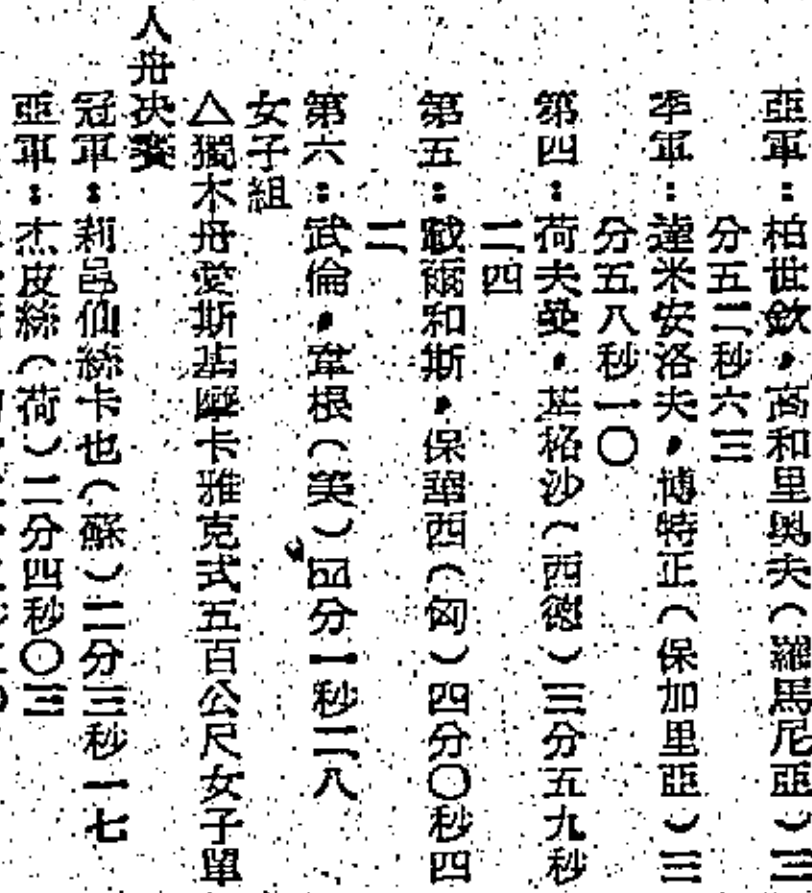 亞軍：柏世欽，高和里奧夫（羅馬尼亞）三
分五二秒六三
季軍：達米安洛夫，博特正（保加里亞）三
分五八秒一〇
第四：荷夫曼，基格沙（西德）三分五九秒
二四
第五：戲爾和斯，保華西（匈）四分〇秒四
二
第六：武倫，韋根（美）四分一秒二八
女子組
△獨木舟愛斯基摩卡雅克式五百公尺女子單
人舟决賽
冠軍：莉邑仙絲卡也（蘇）二分三秒一七
亞軍：杰皮絲（荷）二分四秒〇三